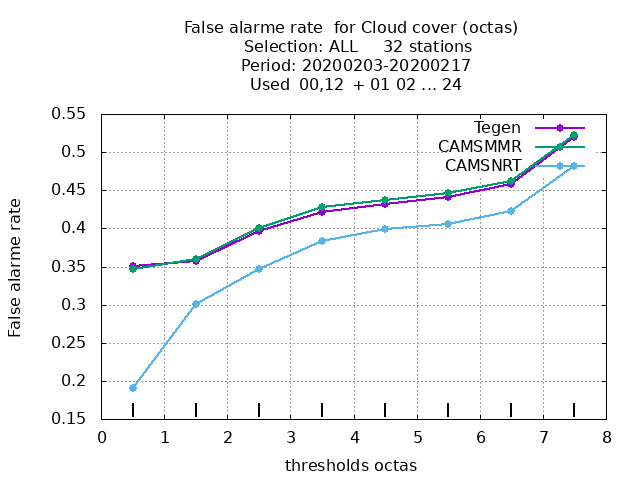 False alarme rate  for Cloud cover (octas)
Selection: ALL     32 stations
Period: 20200203-20200217
Used  00,12  + 01 02 ... 24
Tegen
CAMSMMR
CAMSNRT
0.55
0.5
0.45
0.4
0.35
0.3
0.25
0.2
0.15
False alarme rate
0 1 2 3 4 5 6 7 8
thresholds octas